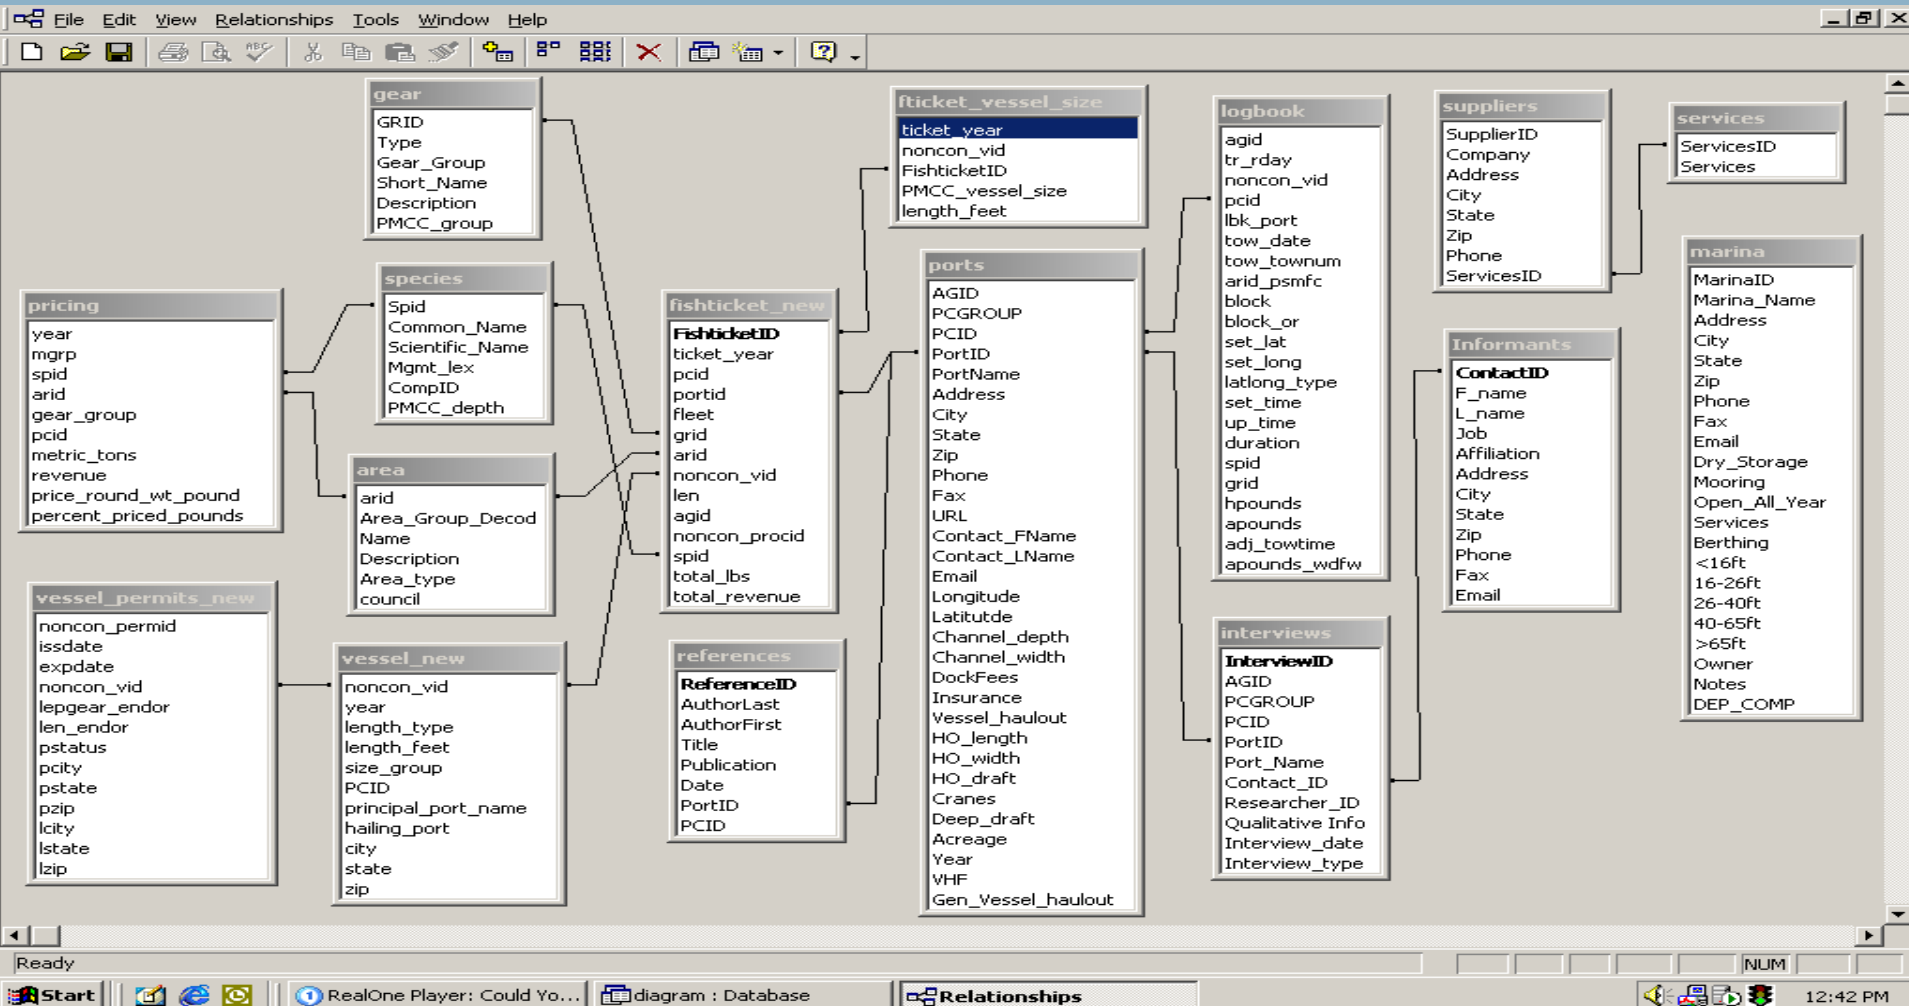 File Edit View Relationships Tools Window Help
gear
GRID
Type
Gear_Group
Short_Name
Description
PMCC_group
fticket_vessel_size
ticket_year
noncon_vid
FishticketID
PMCC_vessel_size
length_feet
logbook
agid
tr_rday
noncon_vid
pcid
lbk_port
tow_date
tow_townum
arid_psmfc
block
block_or
set_lat
set_long
latlong_type
set_time
up_time
duration
spid
grid
hpounds
apounds
adj_towtime
apounds_wdfw
suppliers
SupplierID
Company
Address
City
State
Zip
Phone
ServicesID
services
ServicesID
Services
pricing
year
mgrp
spid
arid
gear_group
pcid
metric_tons
revenue
price_round_wt_pound
percent_priced_pounds
species
Spid
Common_Name
Scientific_Name
Mgmt_lex
CompID
PMCC_depth
fishticket_new
FishticketID
ticket_year
pcid
portid
fleet
grid
arid
noncon_vid
len
agid
noncon_procid
spid
total_lbs
total_revenue
ports
AGID
PCGROUP
PCID
PortID
PortName
Address
City
State
Zip
Phone
Fax
URL
Contact_FName
Contact_LName
Email
Longitude
Latitutde
Channel_depth
Channel_width
DockFees
Insurance
Vessel_haulout
HO_length
HO_width
HO_draft
Cranes
Deep_draft
Acreage
Year
VHF
Gen_Vessel_haulout
marina
MarinaID
Marina_Name
Address
City
State
Zip
Phone
Fax
Email
Dry_Storage
Mooring
Open_All_Year
Services
Berthing
<16ft
16-26ft
26-40ft
40-65ft
>65ft
Owner
Notes
DEP_COMP
Informants
ContactID
F_name
L_name
Job
Affiliation
Address
City
State
Zip
Phone
Fax
Email
area
arid
Area_Group_Decod
Name
Description
Area_type
council
vessel_permits_new
noncon_permid
issdate
expdate
noncon_vid
lepgear_endor
len_endor
pstatus
pcity
pstate
pzip
lcity
lstate
lzip
vessel_new
noncon_vid
year
length_type
length_feet
size_group
PCID
principal_port_name
hailing_port
city
state
zip
references
ReferenceID
AuthorLast
AuthorFirst
Title
Publication
Date
PortID
PCID
interviews
InterviewID
AGID
PCGROUP
PCID
PortID
Port_Name
Contact_ID
Researcher_ID
Qualitative Info
Interview_date
Interview_type
Ready
NUM
Start
RealOne Player: Could Yo...
diagram : Database
Relationships
12:42 PM